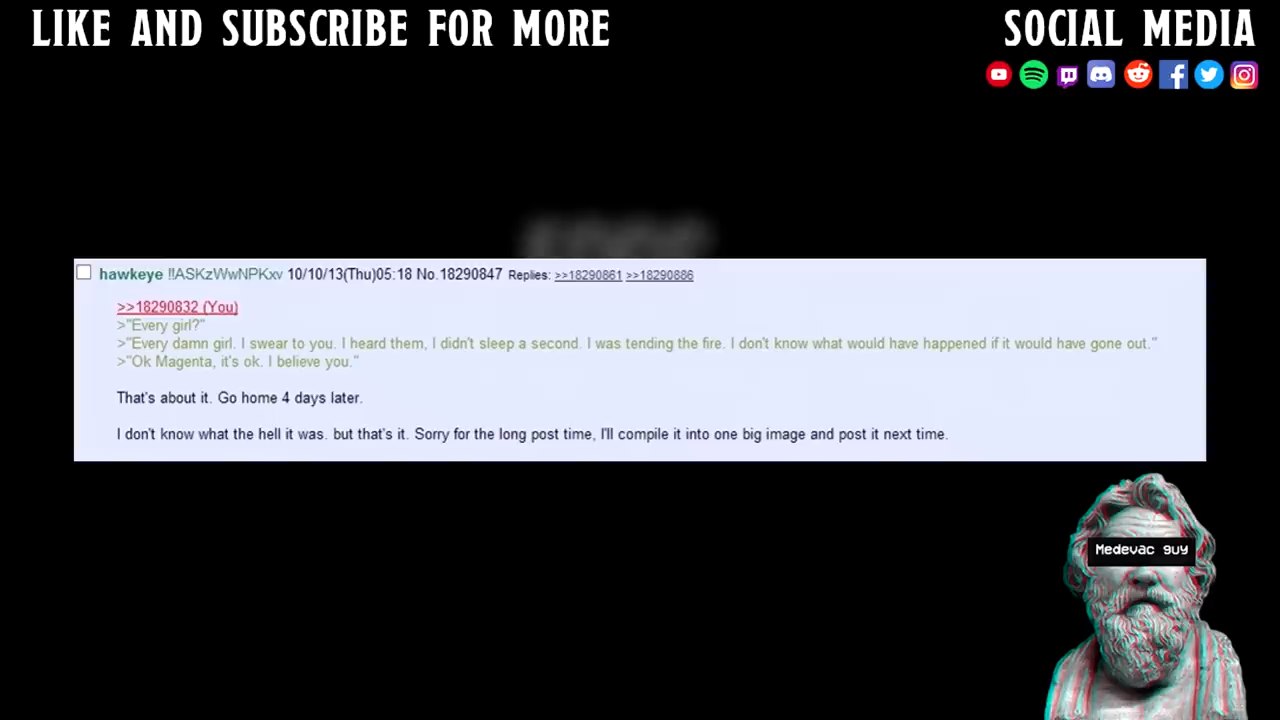 LIKE AND SUBSCRIBE FOR MORE
SOCIAL MEDIA
hawkeye !!ASKzWwNPKxv 10/10/13(Thu)05:18 No.18290847 Replies: >>18290861 >>18290886
>>18290832 (You)
>"Every girl?"
>"Every damn girl. I swear to you. I heard them, I didn't sleep a second. I was tending the fire. I don't know what would have happened if it would have gone out."
>"Ok Magenta, it's ok. I believe you."
That's about it. Go home 4 days later.
I don't know what the hell it was. but that's it. Sorry for the long post time, I'll compile it into one big image and post it next time.
Medevac guy